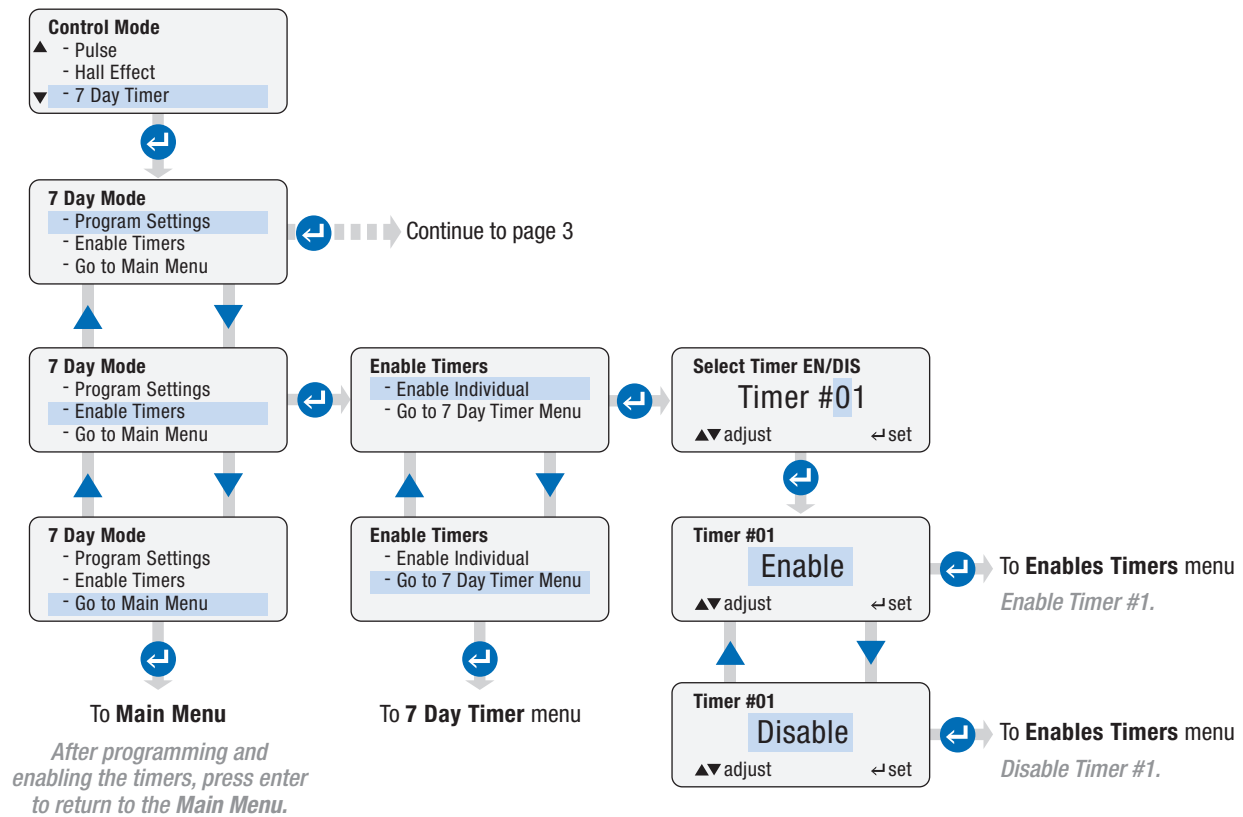 Control Mode
▲ - Pulse
- Hall Effect
▼ - 7 Day Timer
7 Day Mode
- Program Settings
- Enable Timers
- Go to Main Menu
Continue to page 3
7 Day Mode
- Program Settings
- Enable Timers
- Go to Main Menu
Enable Timers
- Enable Individual
- Go to 7 Day Timer Menu
Select Timer EN/DIS
Timer #01
▲▼ adjust ↵ set
7 Day Mode
- Program Settings
- Enable Timers
- Go to Main Menu
Enable Timers
- Enable Individual
- Go to 7 Day Timer Menu
Timer #01
Enable
▲▼ adjust ↵ set
To Enables Timers menu
Enable Timer #1.
To Main Menu
After programming and
enabling the timers, press enter
to return to the Main Menu.
To 7 Day Timer menu
Timer #01
Disable
▲▼ adjust ↵ set
To Enables Timers menu
Disable Timer #1.